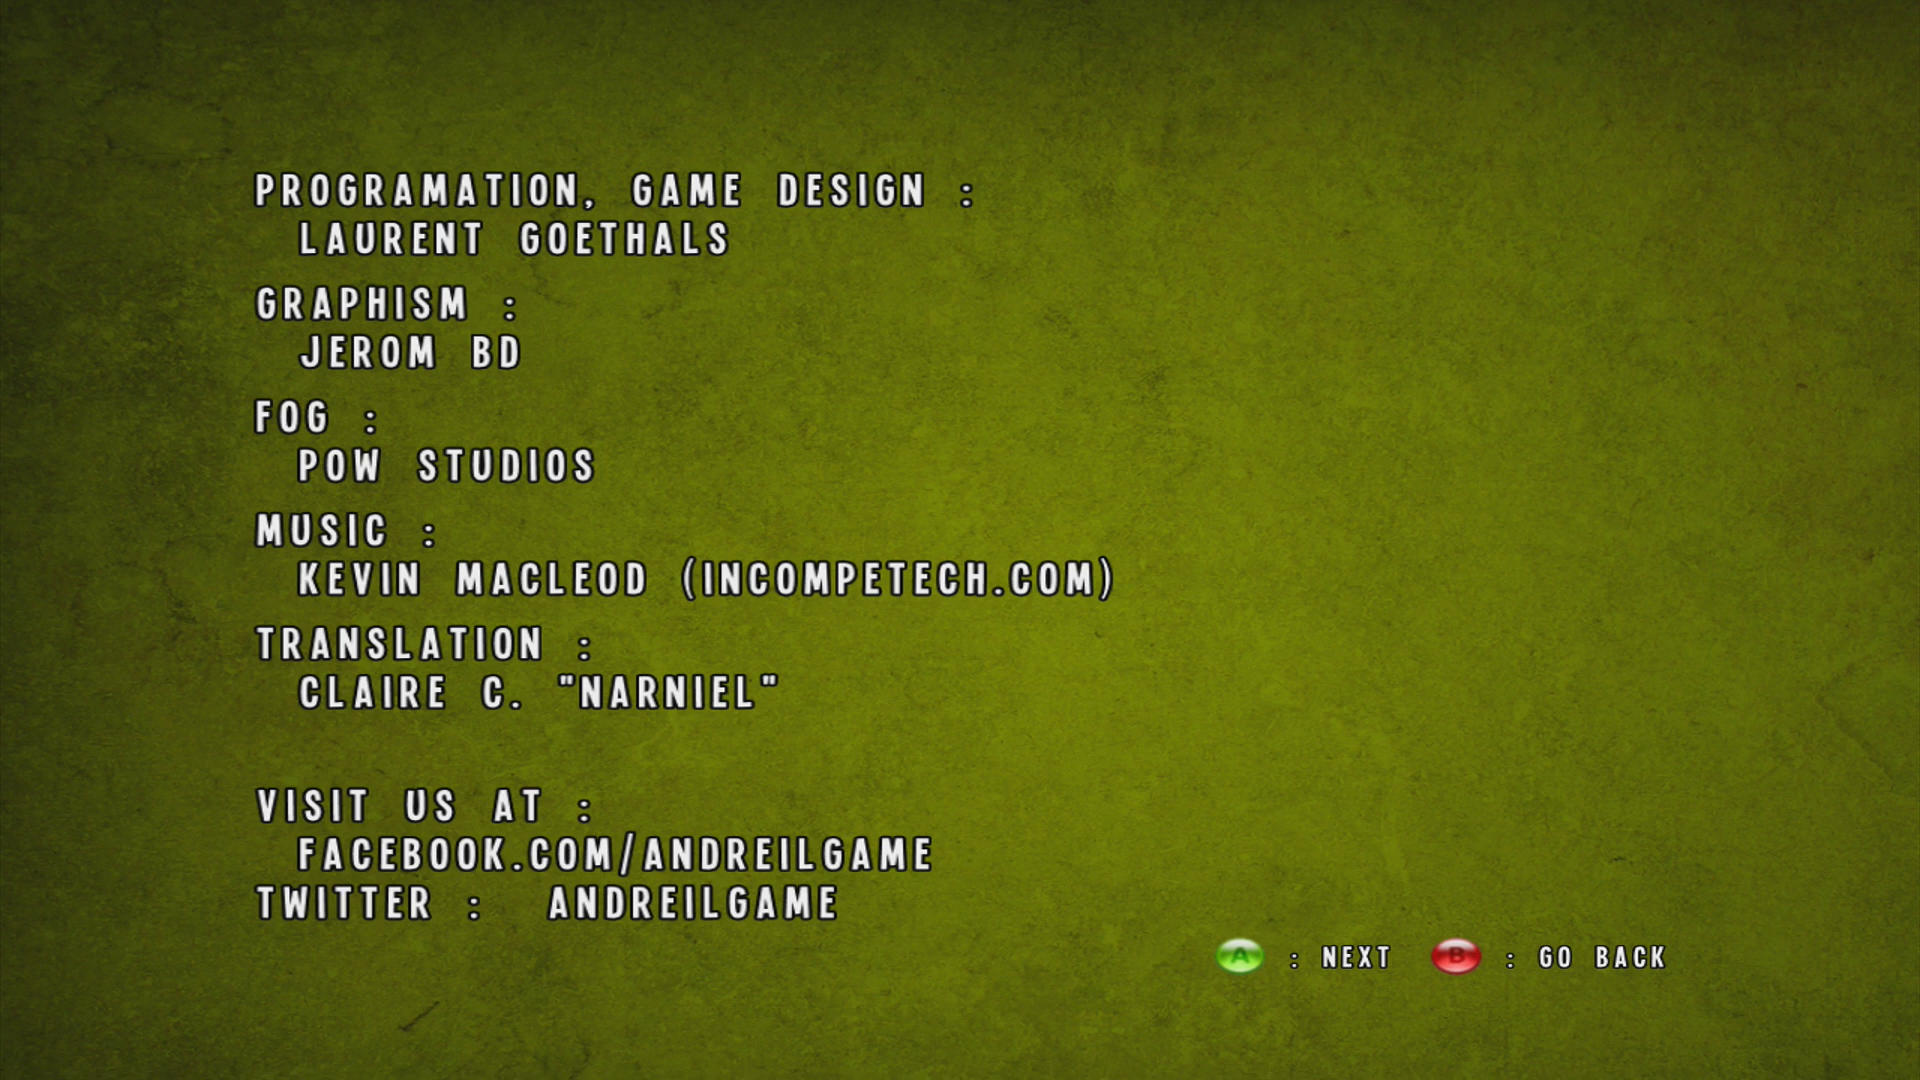 PROGRAMATION, GAME DESIGN :
LAURENT GOETHALS
GRAPHISM :
JEROM BD
FOG :
POW STUDIOS
MUSIC :
KEVIN MACLEOD (INCOMPETECH.COM)
TRANSLATION :
CLAIRE C. "NARNIEL"
VISIT US AT :
FACEBOOK.COM/ANDREILGAME
TWITTER : ANDREILGAME
A : NEXT B : GO BACK